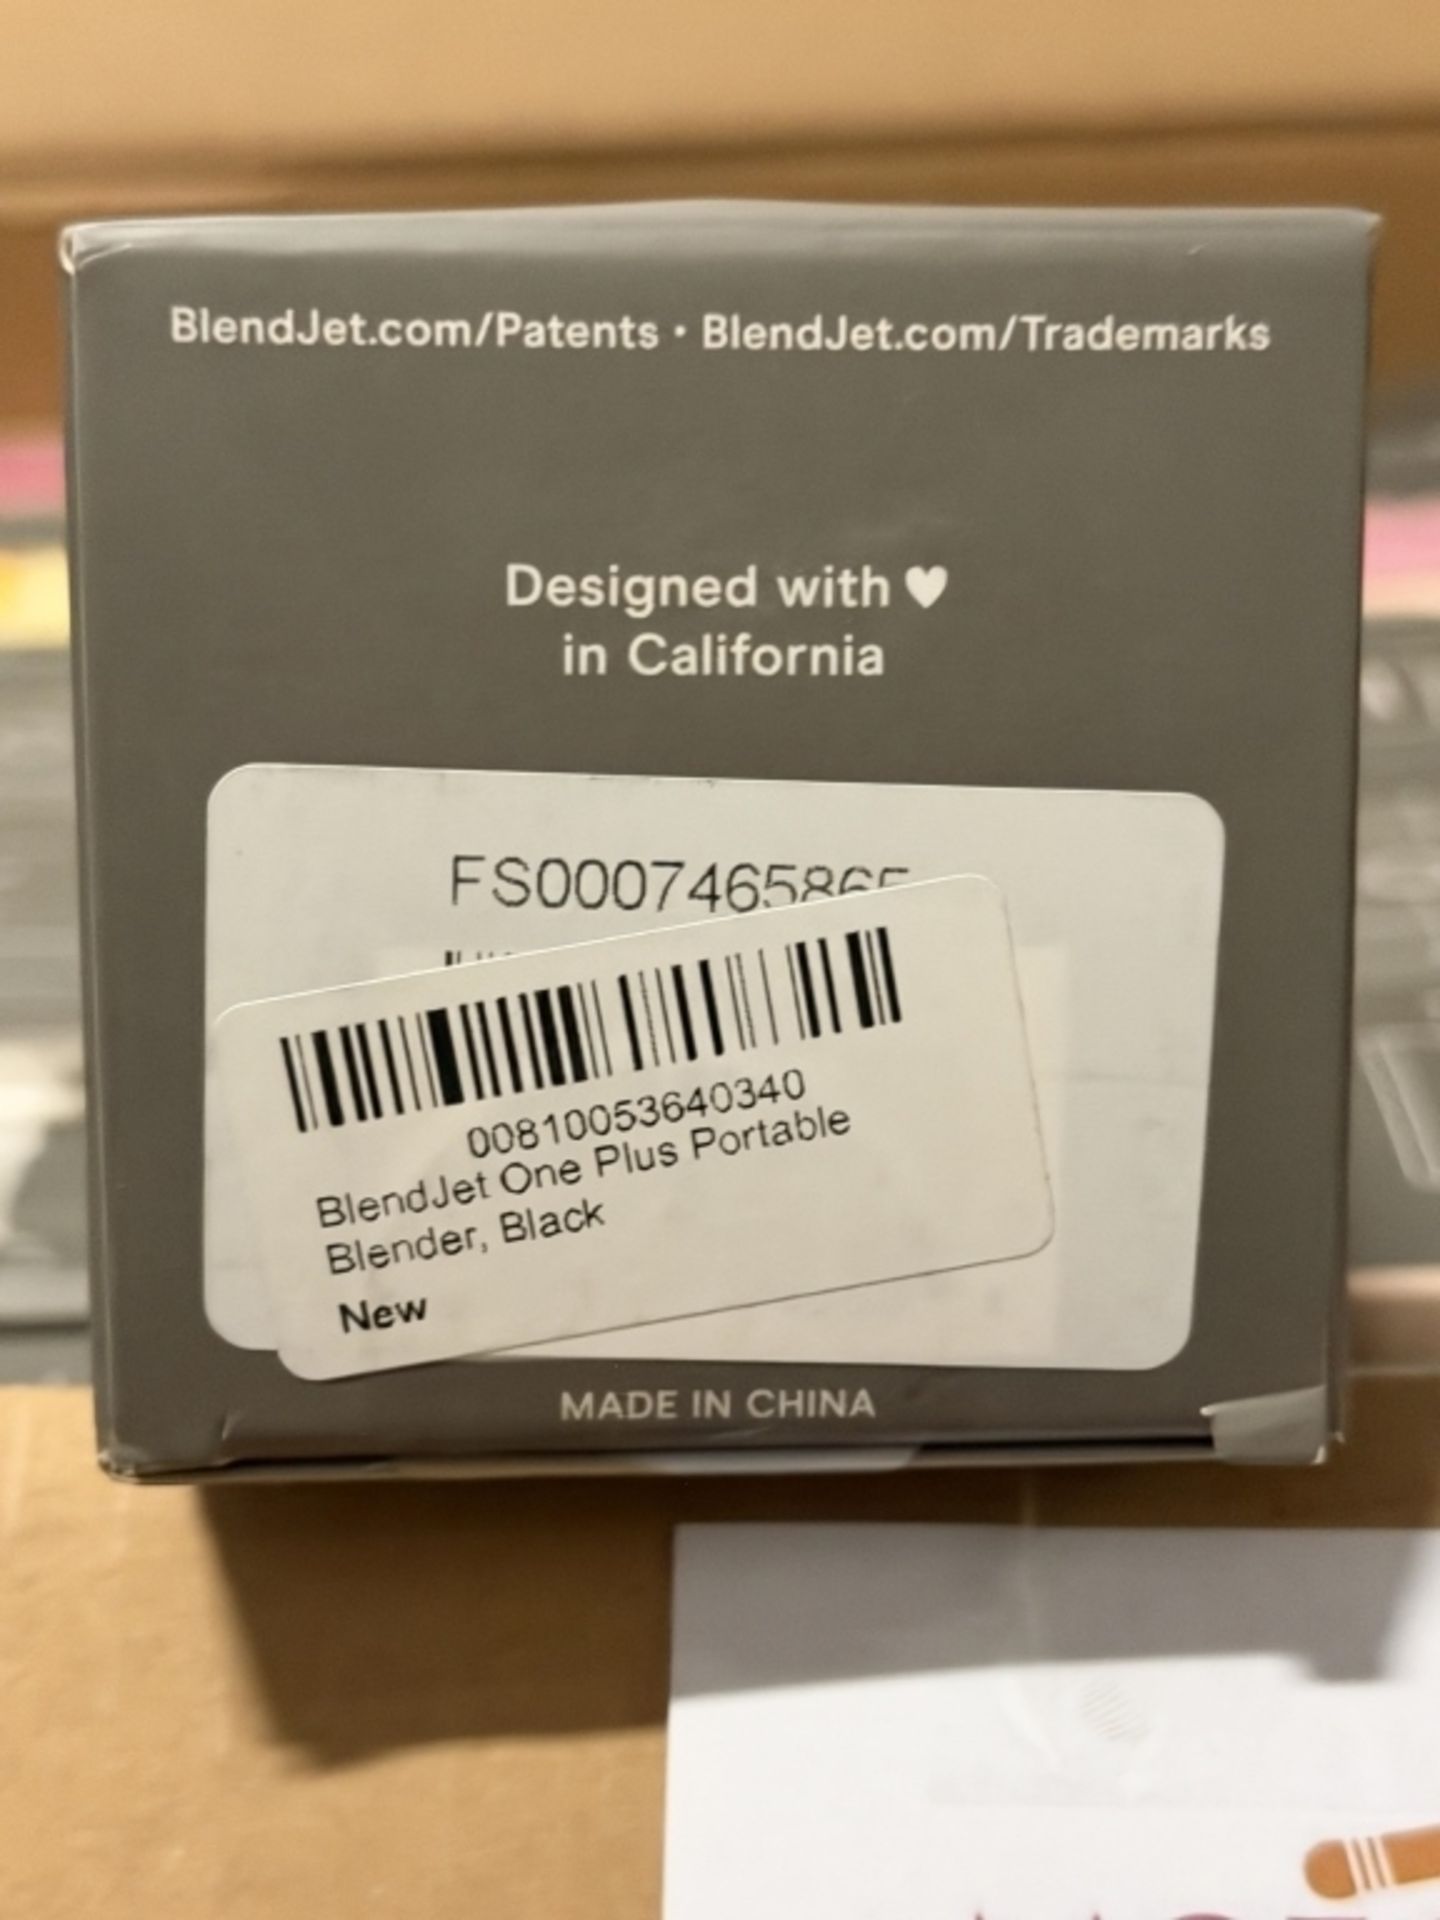 BlendJet.com/Patents • BlendJet.com/Trademarks
Designed with ♥
in California
FS0007465865
00810053640340
BlendJet One Plus Portable
Blender, Black
New
MADE IN CHINA